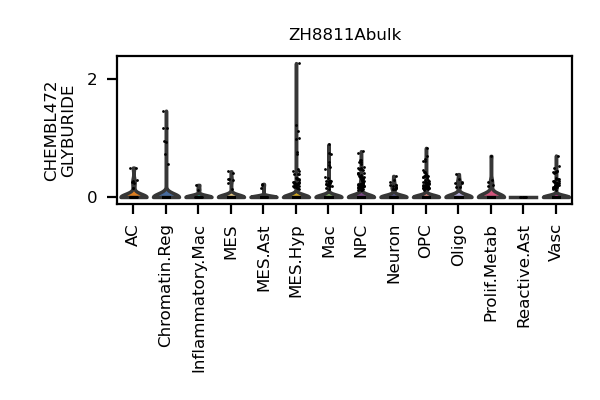 ZH8811Abulk
CHEMBL472
GLYBURIDE
2
0
AC
Chromatin.Reg
Inflammatory.Mac
MES
MES.Ast
MES.Hyp
Mac
NPC
Neuron
OPC
Oligo
Prolif.Metab
Reactive.Ast
Vasc